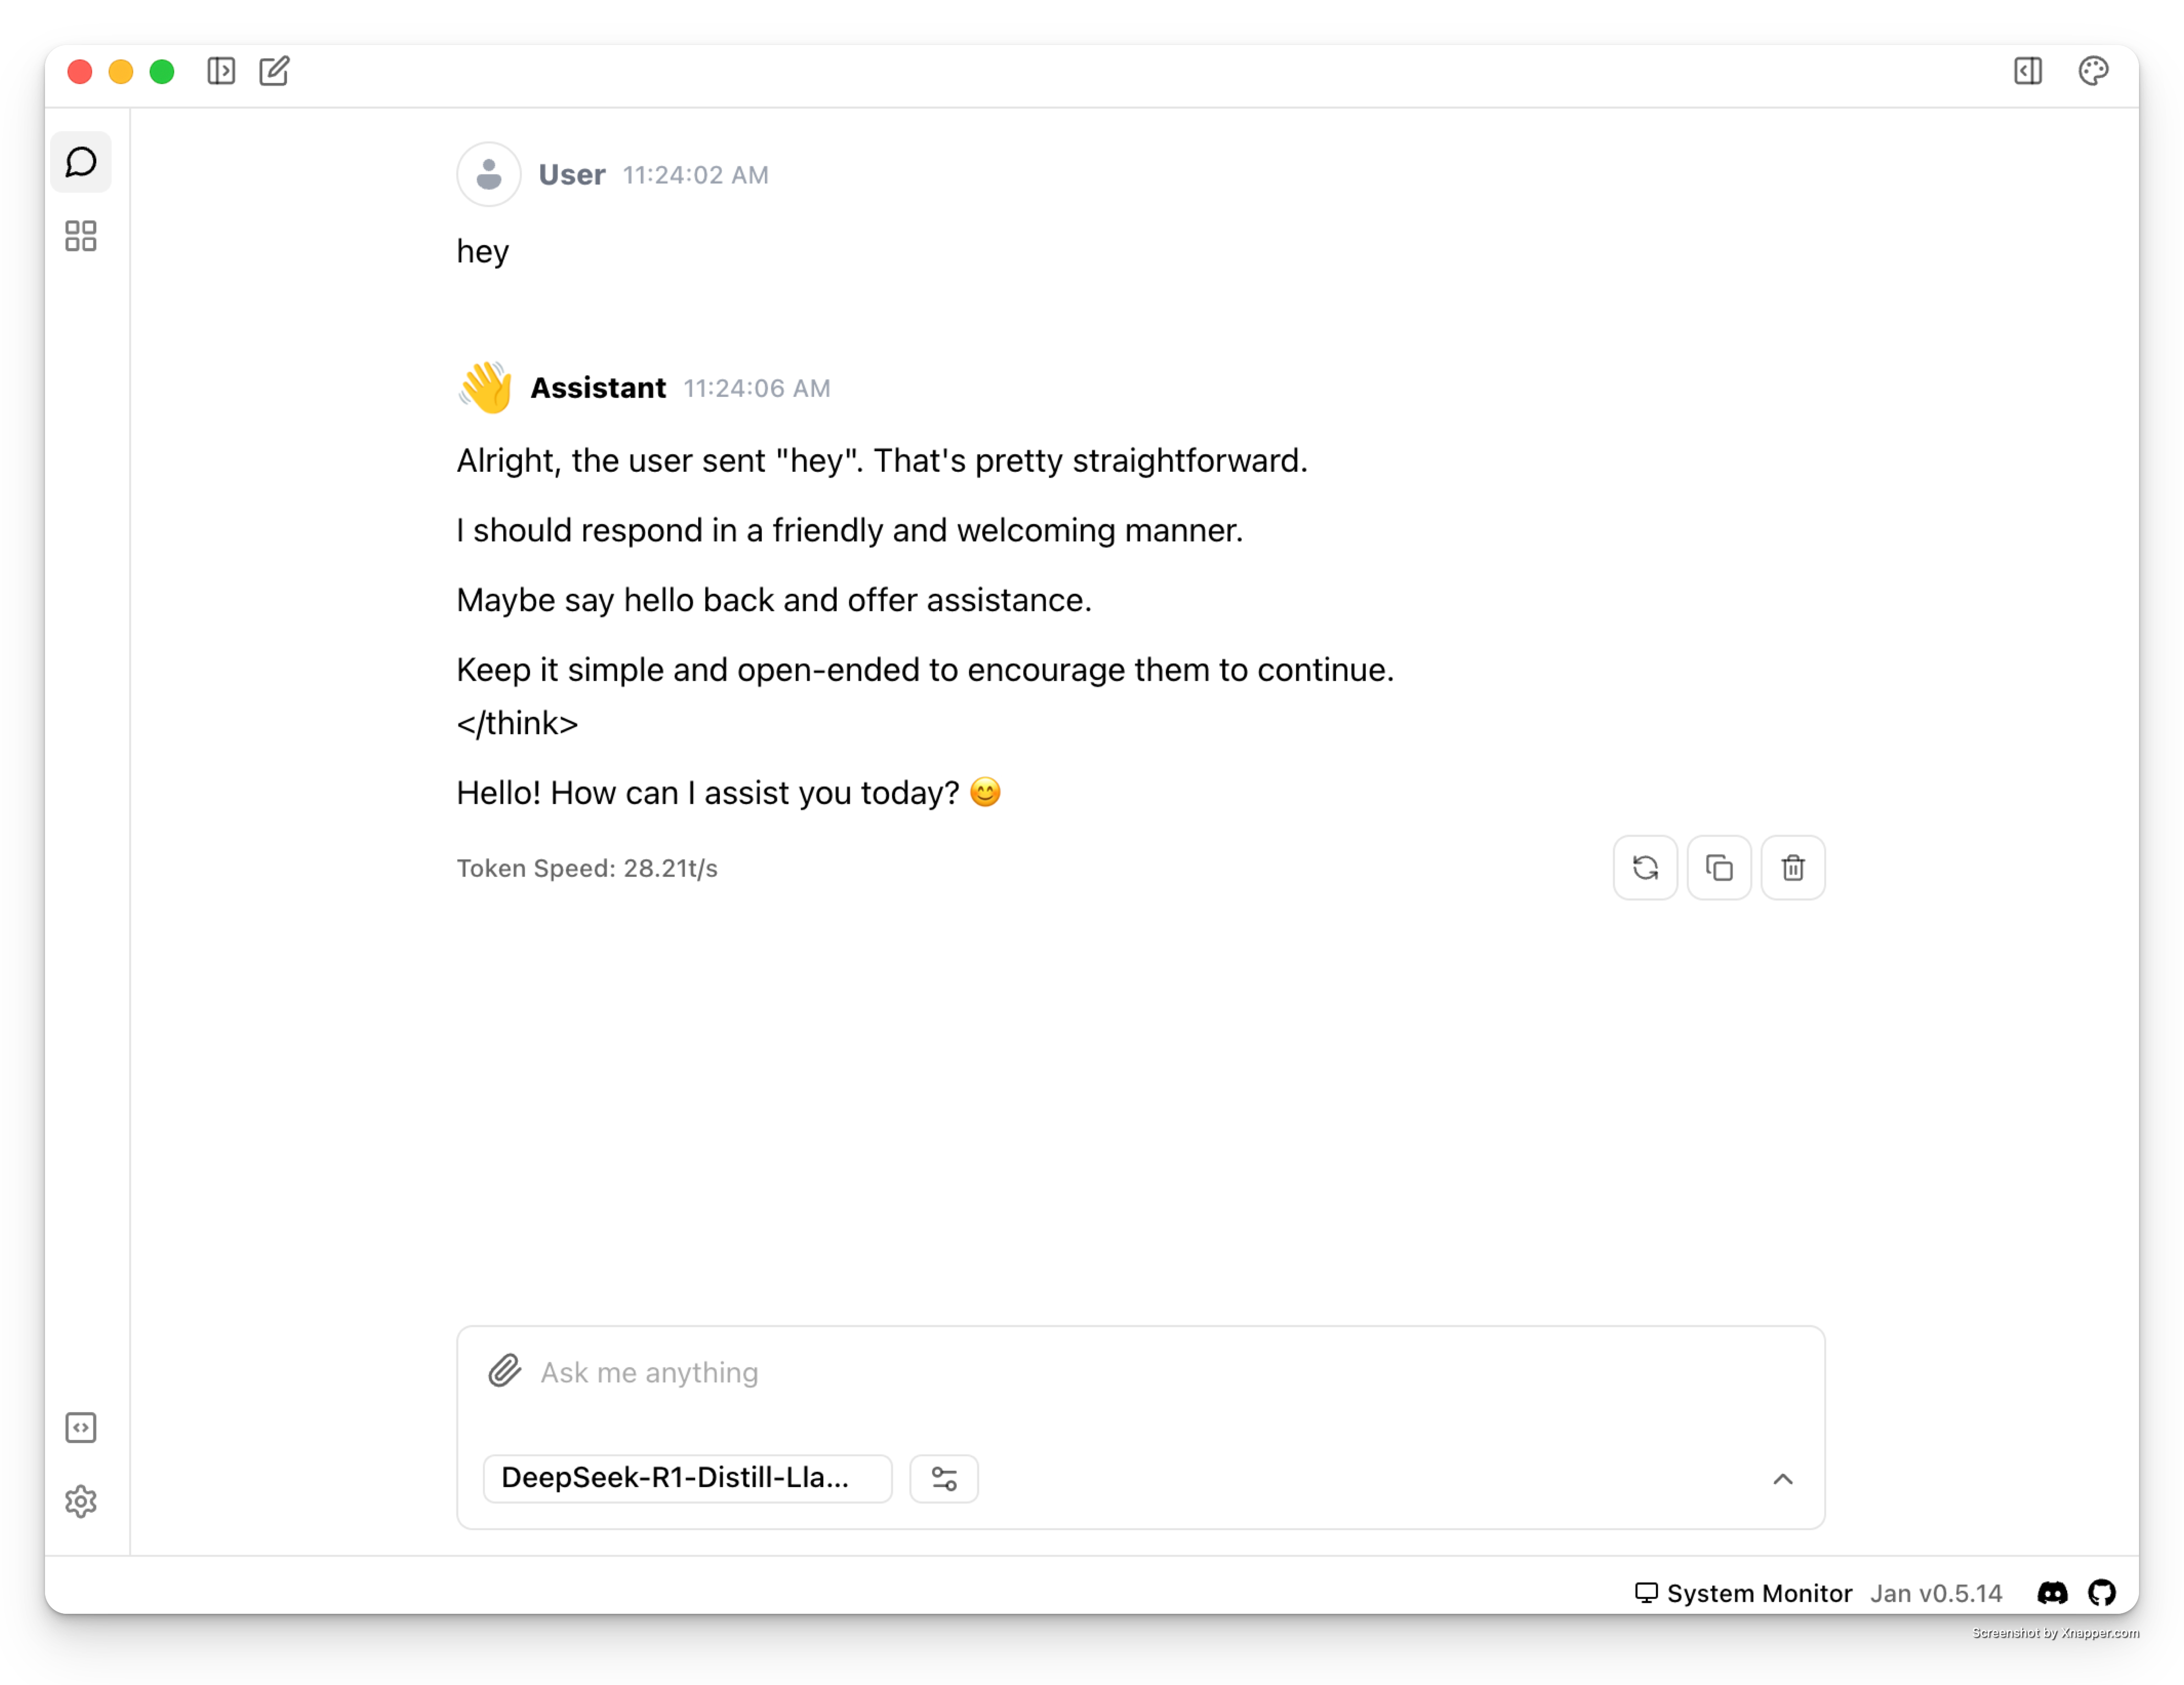 User 11:24:02 AM
hey
Assistant 11:24:06 AM
Alright, the user sent "hey". That's pretty straightforward.
I should respond in a friendly and welcoming manner.
Maybe say hello back and offer assistance.
Keep it simple and open-ended to encourage them to continue.
</think>
Hello! How can I assist you today? 😊
Token Speed: 28.21t/s
Ask me anything
DeepSeek-R1-Distill-Lla...
System Monitor Jan v0.5.14
Screenshot by Xnapper.com